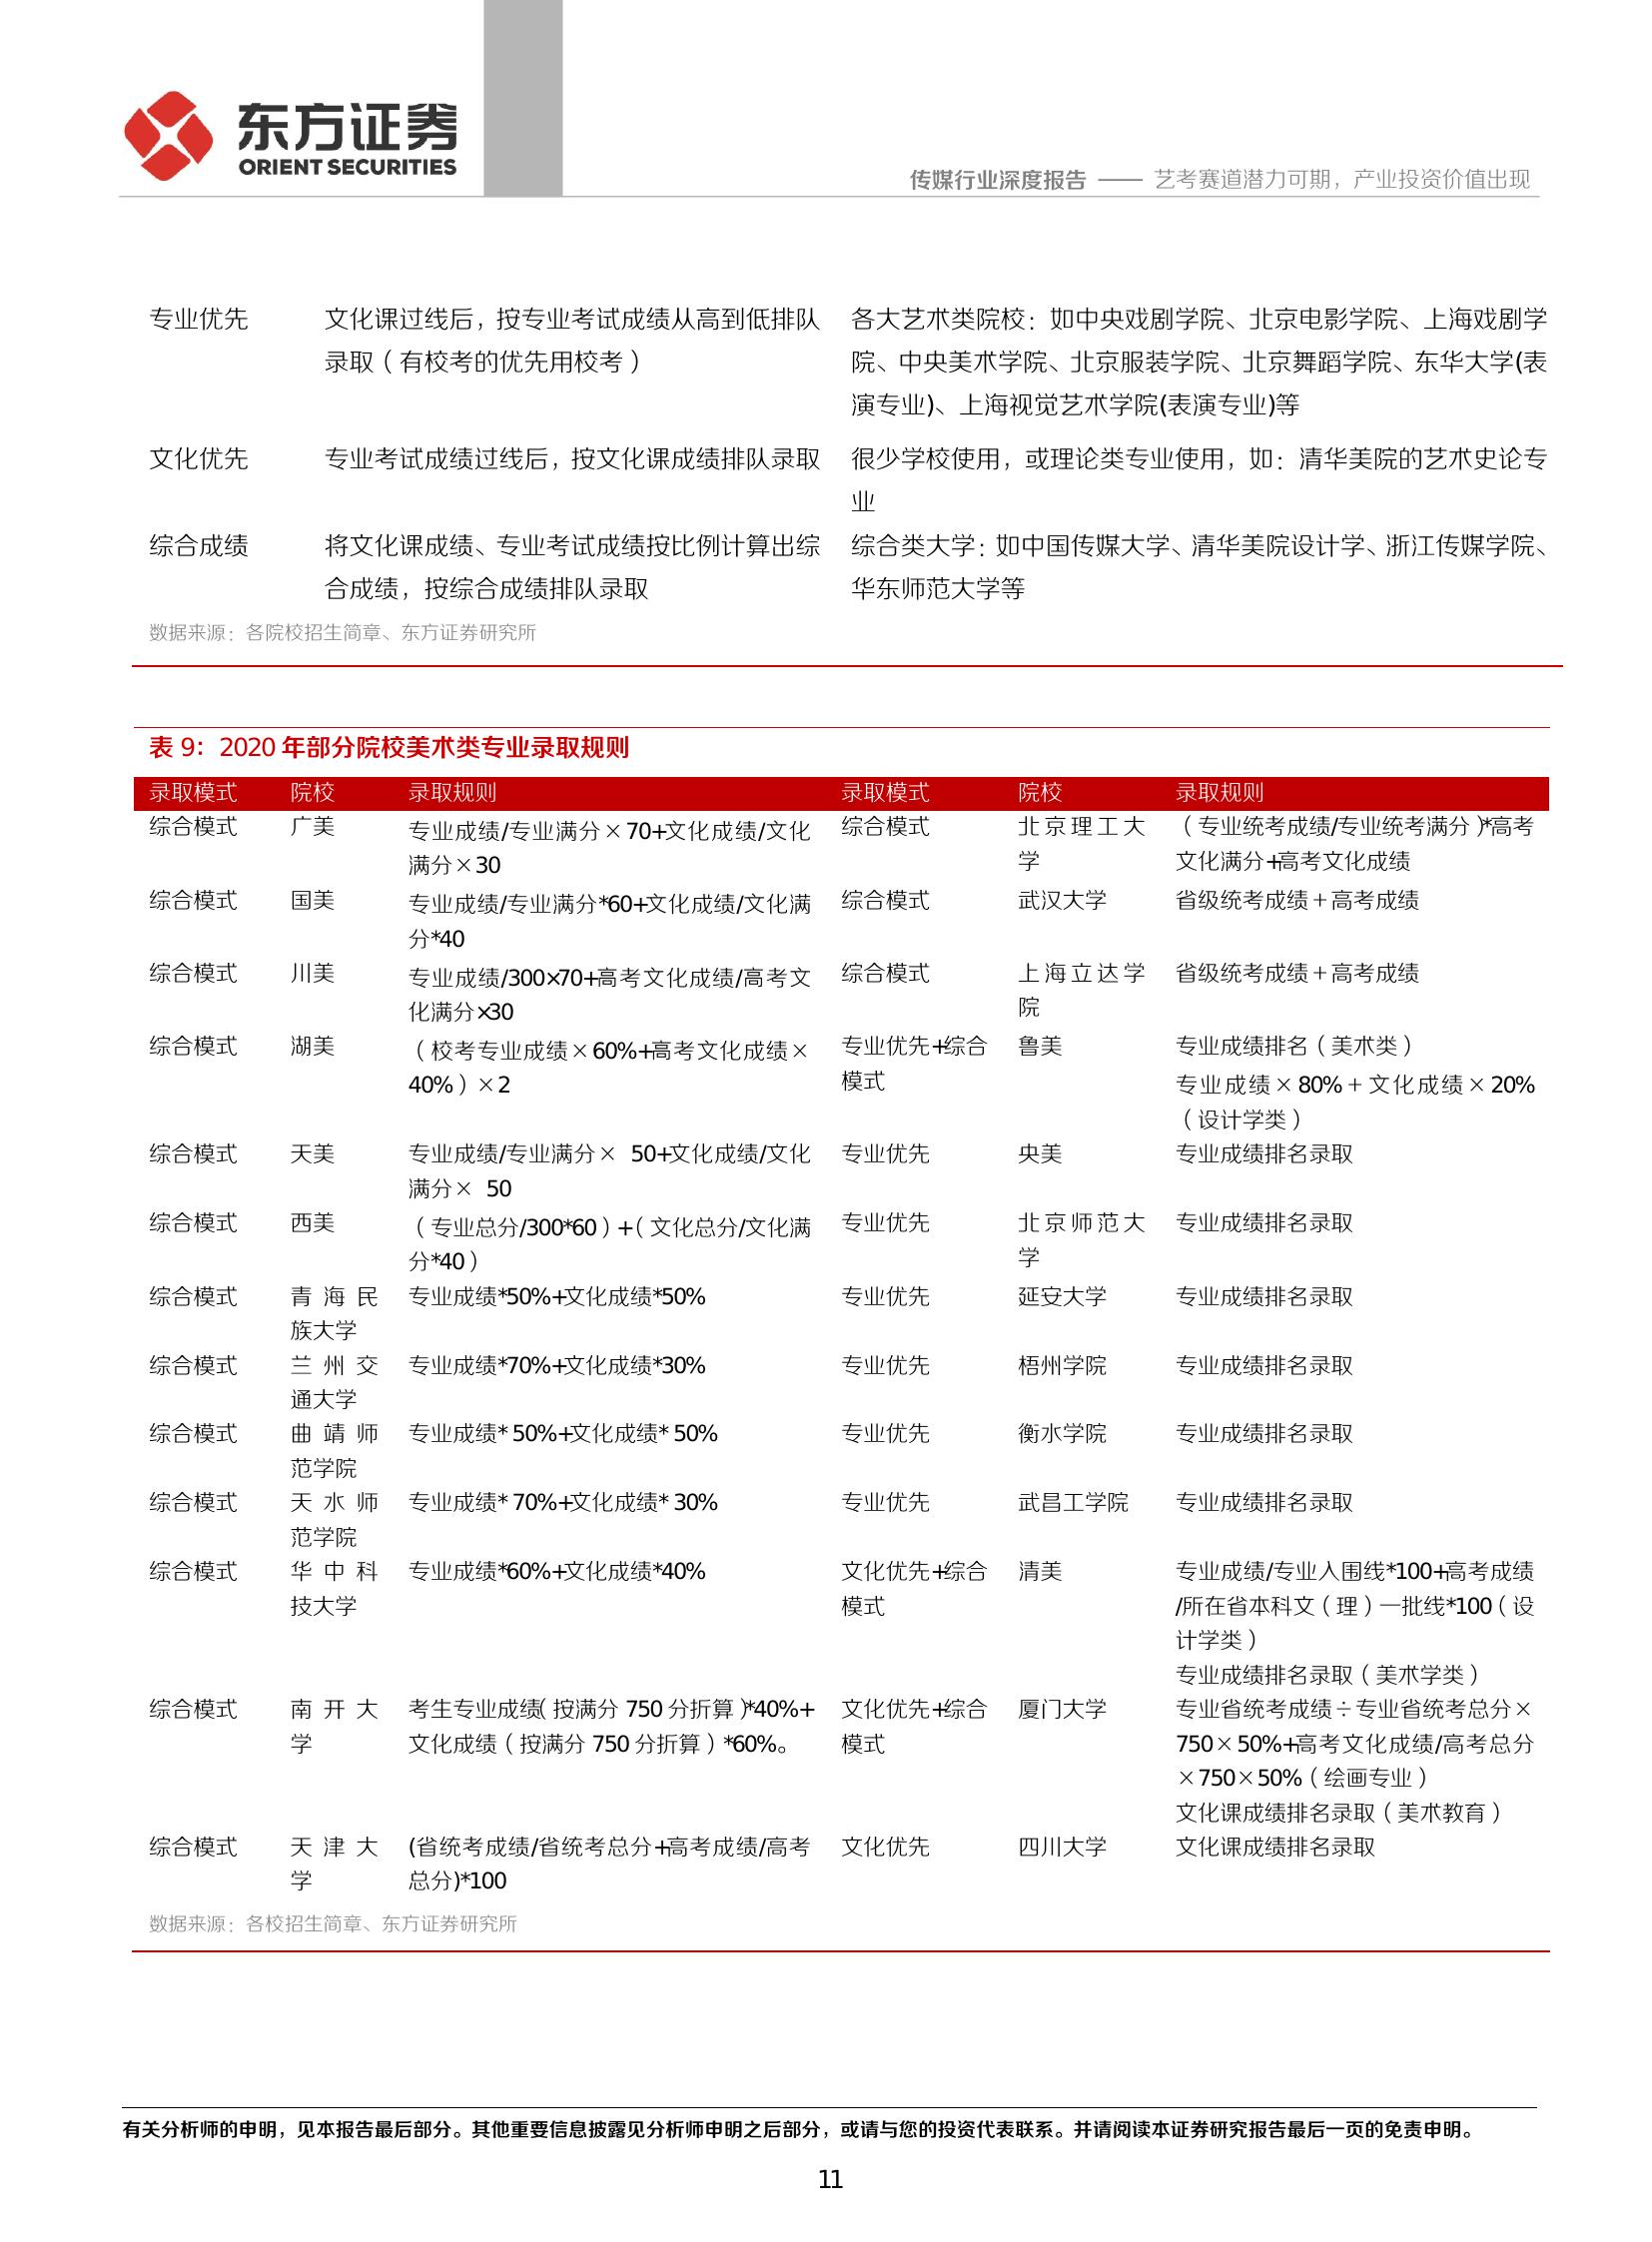 东方证券
ORIENT SECURITIES
传媒行业深度报告 —— 艺考赛道潜力可期，产业投资价值出现
专业优先 文化课过线后，按专业考试成绩从高到低排队 各大艺术类院校：如中央戏剧学院、北京电影学院、上海戏剧学
录取（有校考的优先用校考） 院、中央美术学院、北京服装学院、北京舞蹈学院、东华大学(表
演专业)、上海视觉艺术学院(表演专业)等
文化优先 专业考试成绩过线后，按文化课成绩排队录取 很少学校使用，或理论类专业使用，如：清华美院的艺术史论专
业
综合成绩 将文化课成绩、专业考试成绩按比例计算出综 综合类大学：如中国传媒大学、清华美院设计学、浙江传媒学院、
合成绩，按综合成绩排队录取 华东师范大学等
数据来源：各院校招生简章、东方证券研究所
表 9：2020 年部分院校美术类专业录取规则
录取模式 院校 录取规则 录取模式 院校 录取规则
综合模式 广美 专业成绩/专业满分×70+文化成绩/文化 综合模式 北京理工大 （专业统考成绩/专业统考满分）*高考
满分×30 学 文化满分+高考文化成绩
综合模式 国美 专业成绩/专业满分*60+文化成绩/文化满 综合模式 武汉大学 省级统考成绩＋高考成绩
分*40
综合模式 川美 专业成绩/300×70+高考文化成绩/高考文 综合模式 上海立达学 省级统考成绩＋高考成绩
化满分×30 院
综合模式 湖美 （校考专业成绩×60%+高考文化成绩× 专业优先+综合 鲁美 专业成绩排名（美术类）
40%）×2 模式 专业成绩×80%＋文化成绩×20%
（设计学类）
综合模式 天美 专业成绩/专业满分× 50+文化成绩/文化 专业优先 央美 专业成绩排名录取
满分× 50
综合模式 西美 （专业总分/300*60）+（文化总分/文化满 专业优先 北京师范大 专业成绩排名录取
分*40） 学
综合模式 青海民 专业成绩*50%+文化成绩*50% 专业优先 延安大学 专业成绩排名录取
族大学
综合模式 兰州交 专业成绩*70%+文化成绩*30% 专业优先 梧州学院 专业成绩排名录取
通大学
综合模式 曲靖师 专业成绩* 50%+文化成绩* 50% 专业优先 衡水学院 专业成绩排名录取
范学院
综合模式 天水师 专业成绩* 70%+文化成绩* 30% 专业优先 武昌工学院 专业成绩排名录取
范学院
综合模式 华中科 专业成绩*60%+文化成绩*40% 文化优先+综合 清美 专业成绩/专业入围线*100+高考成绩
技大学 模式 /所在省本科文（理）一批线*100（设
计学类）
专业成绩排名录取（美术学类）
综合模式 南开大 考生专业成绩（按满分 750 分折算）*40%+ 文化优先+综合 厦门大学 专业省统考成绩÷专业省统考总分×
学 文化成绩（按满分 750 分折算）*60%。 模式 750×50%+高考文化成绩/高考总分
×750×50%（绘画专业）
文化课成绩排名录取（美术教育）
综合模式 天津大 (省统考成绩/省统考总分+高考成绩/高考 文化优先 四川大学 文化课成绩排名录取
学 总分)*100
数据来源：各校招生简章、东方证券研究所
有关分析师的申明，见本报告最后部分。其他重要信息披露见分析师申明之后部分，或请与您的投资代表联系。并请阅读本证券研究报告最后一页的免责申明。
11